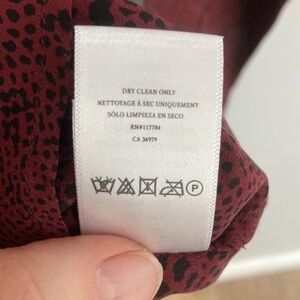 DRY CLEAN ONLY
NETTOYAGE À SEC UNIQUEMENT
SÓLO LIMPIEZA EN SECO
RN#117784
CA 36979
P